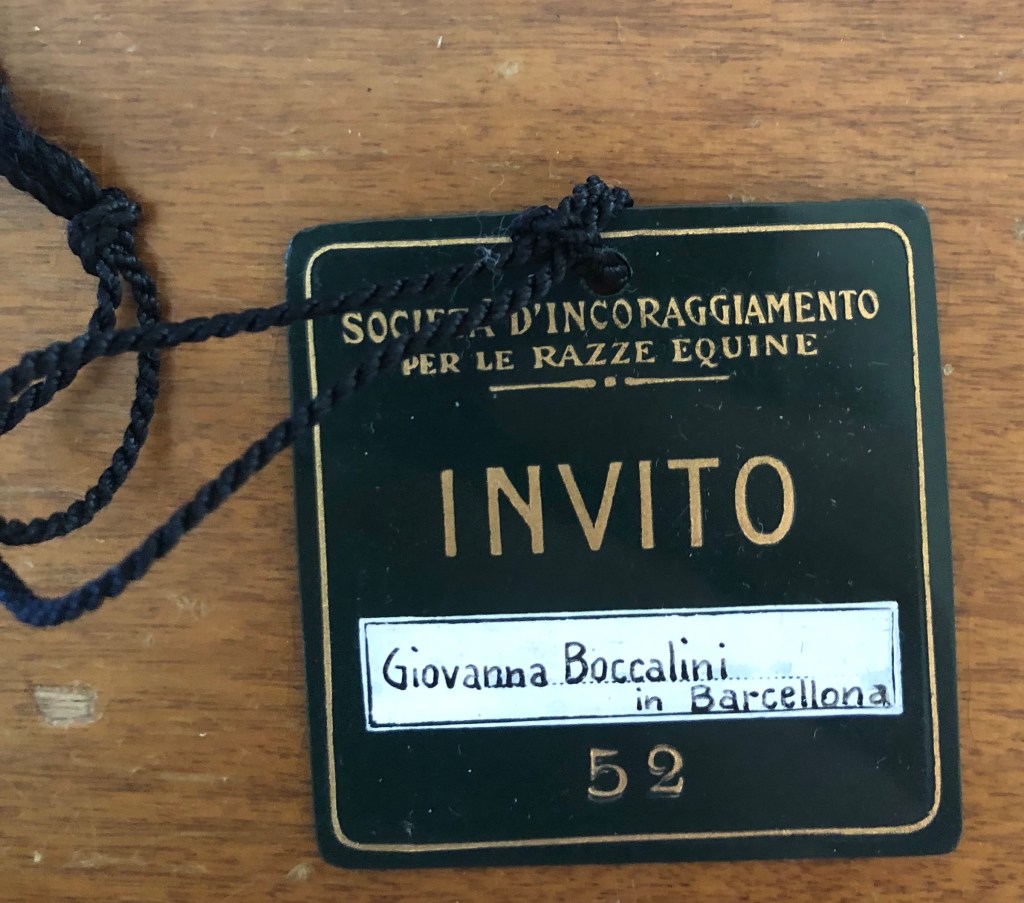 SOCIETÀ D'INCORAGGIAMENTO
PER LE RAZZE EQUINE
INVITO
Giovanna Boccalini
in Barcellona
52